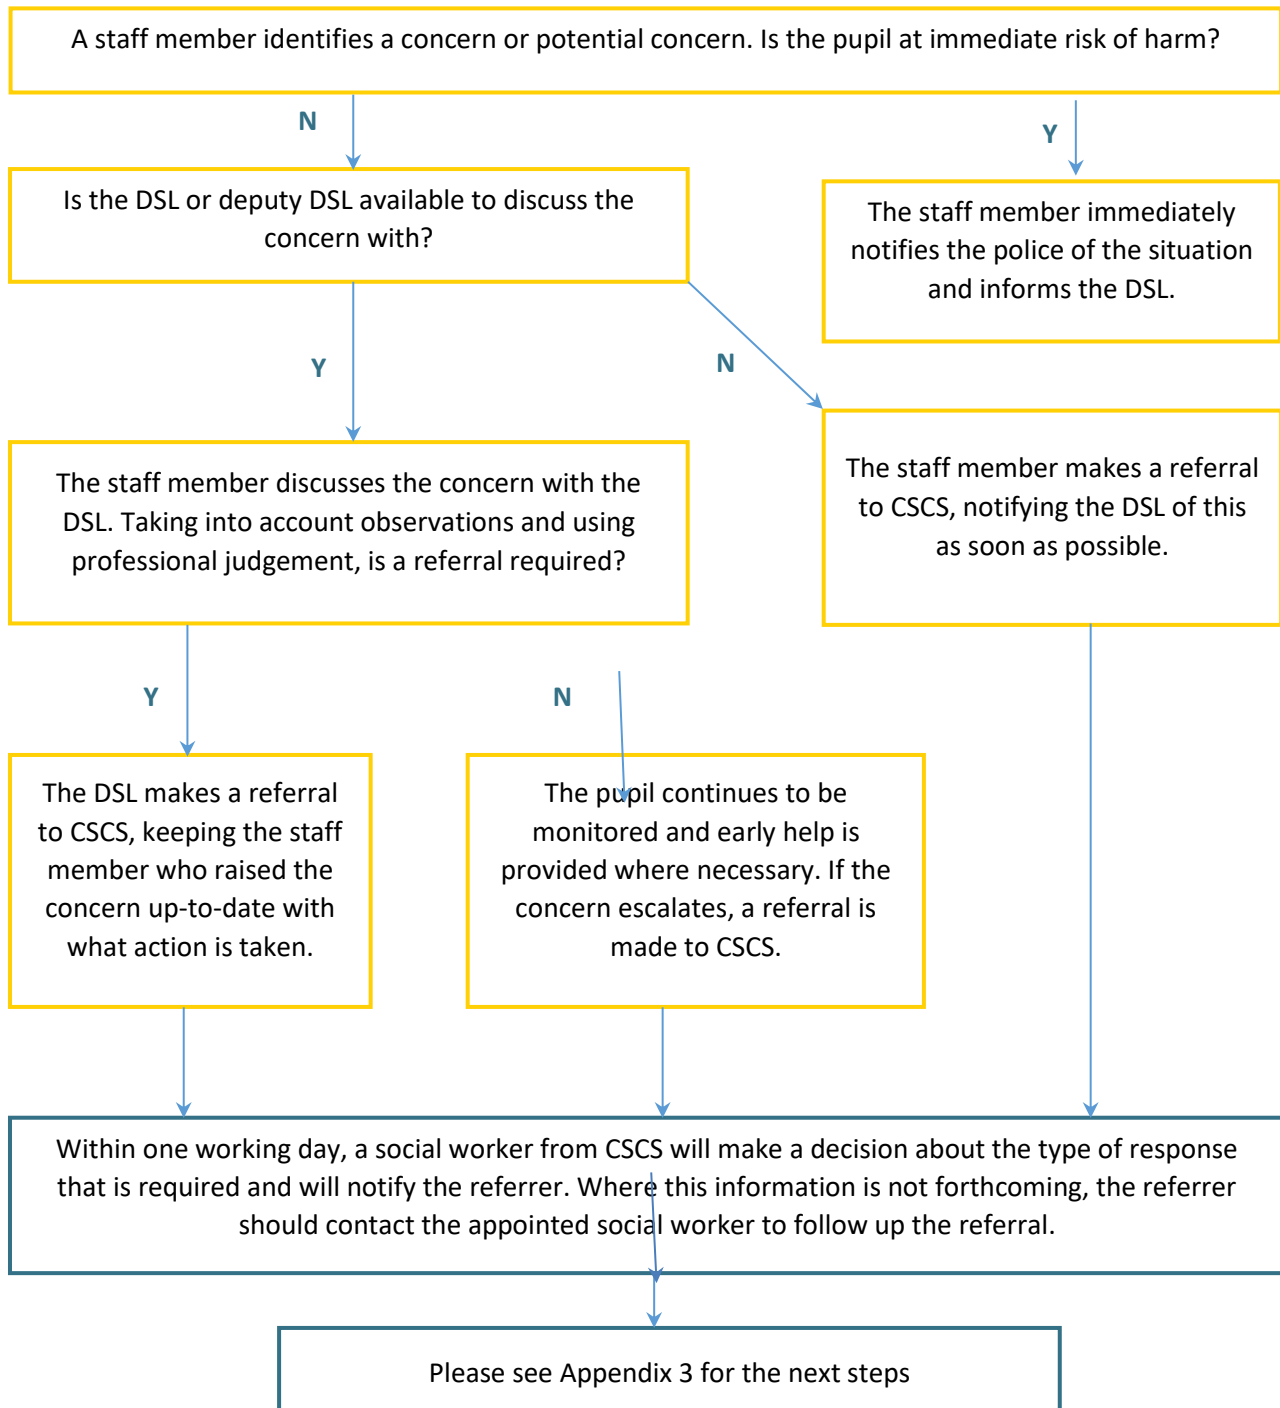 A staff member identifies a concern or potential concern. Is the pupil at immediate risk of harm?
N
Y
Is the DSL or deputy DSL available to discuss the
concern with?
The staff member immediately
notifies the police of the situation
and informs the DSL.
Y
N
The staff member discusses the concern with the
DSL. Taking into account observations and using
professional judgement, is a referral required?
The staff member makes a referral
to CSCS, notifying the DSL of this
as soon as possible.
Y
N
The DSL makes a referral
to CSCS, keeping the staff
member who raised the
concern up-to-date with
what action is taken.
The pupil continues to be
monitored and early help is
provided where necessary. If the
concern escalates, a referral is
made to CSCS.
Within one working day, a social worker from CSCS will make a decision about the type of response
that is required and will notify the referrer. Where this information is not forthcoming, the referrer
should contact the appointed social worker to follow up the referral.
Please see Appendix 3 for the next steps